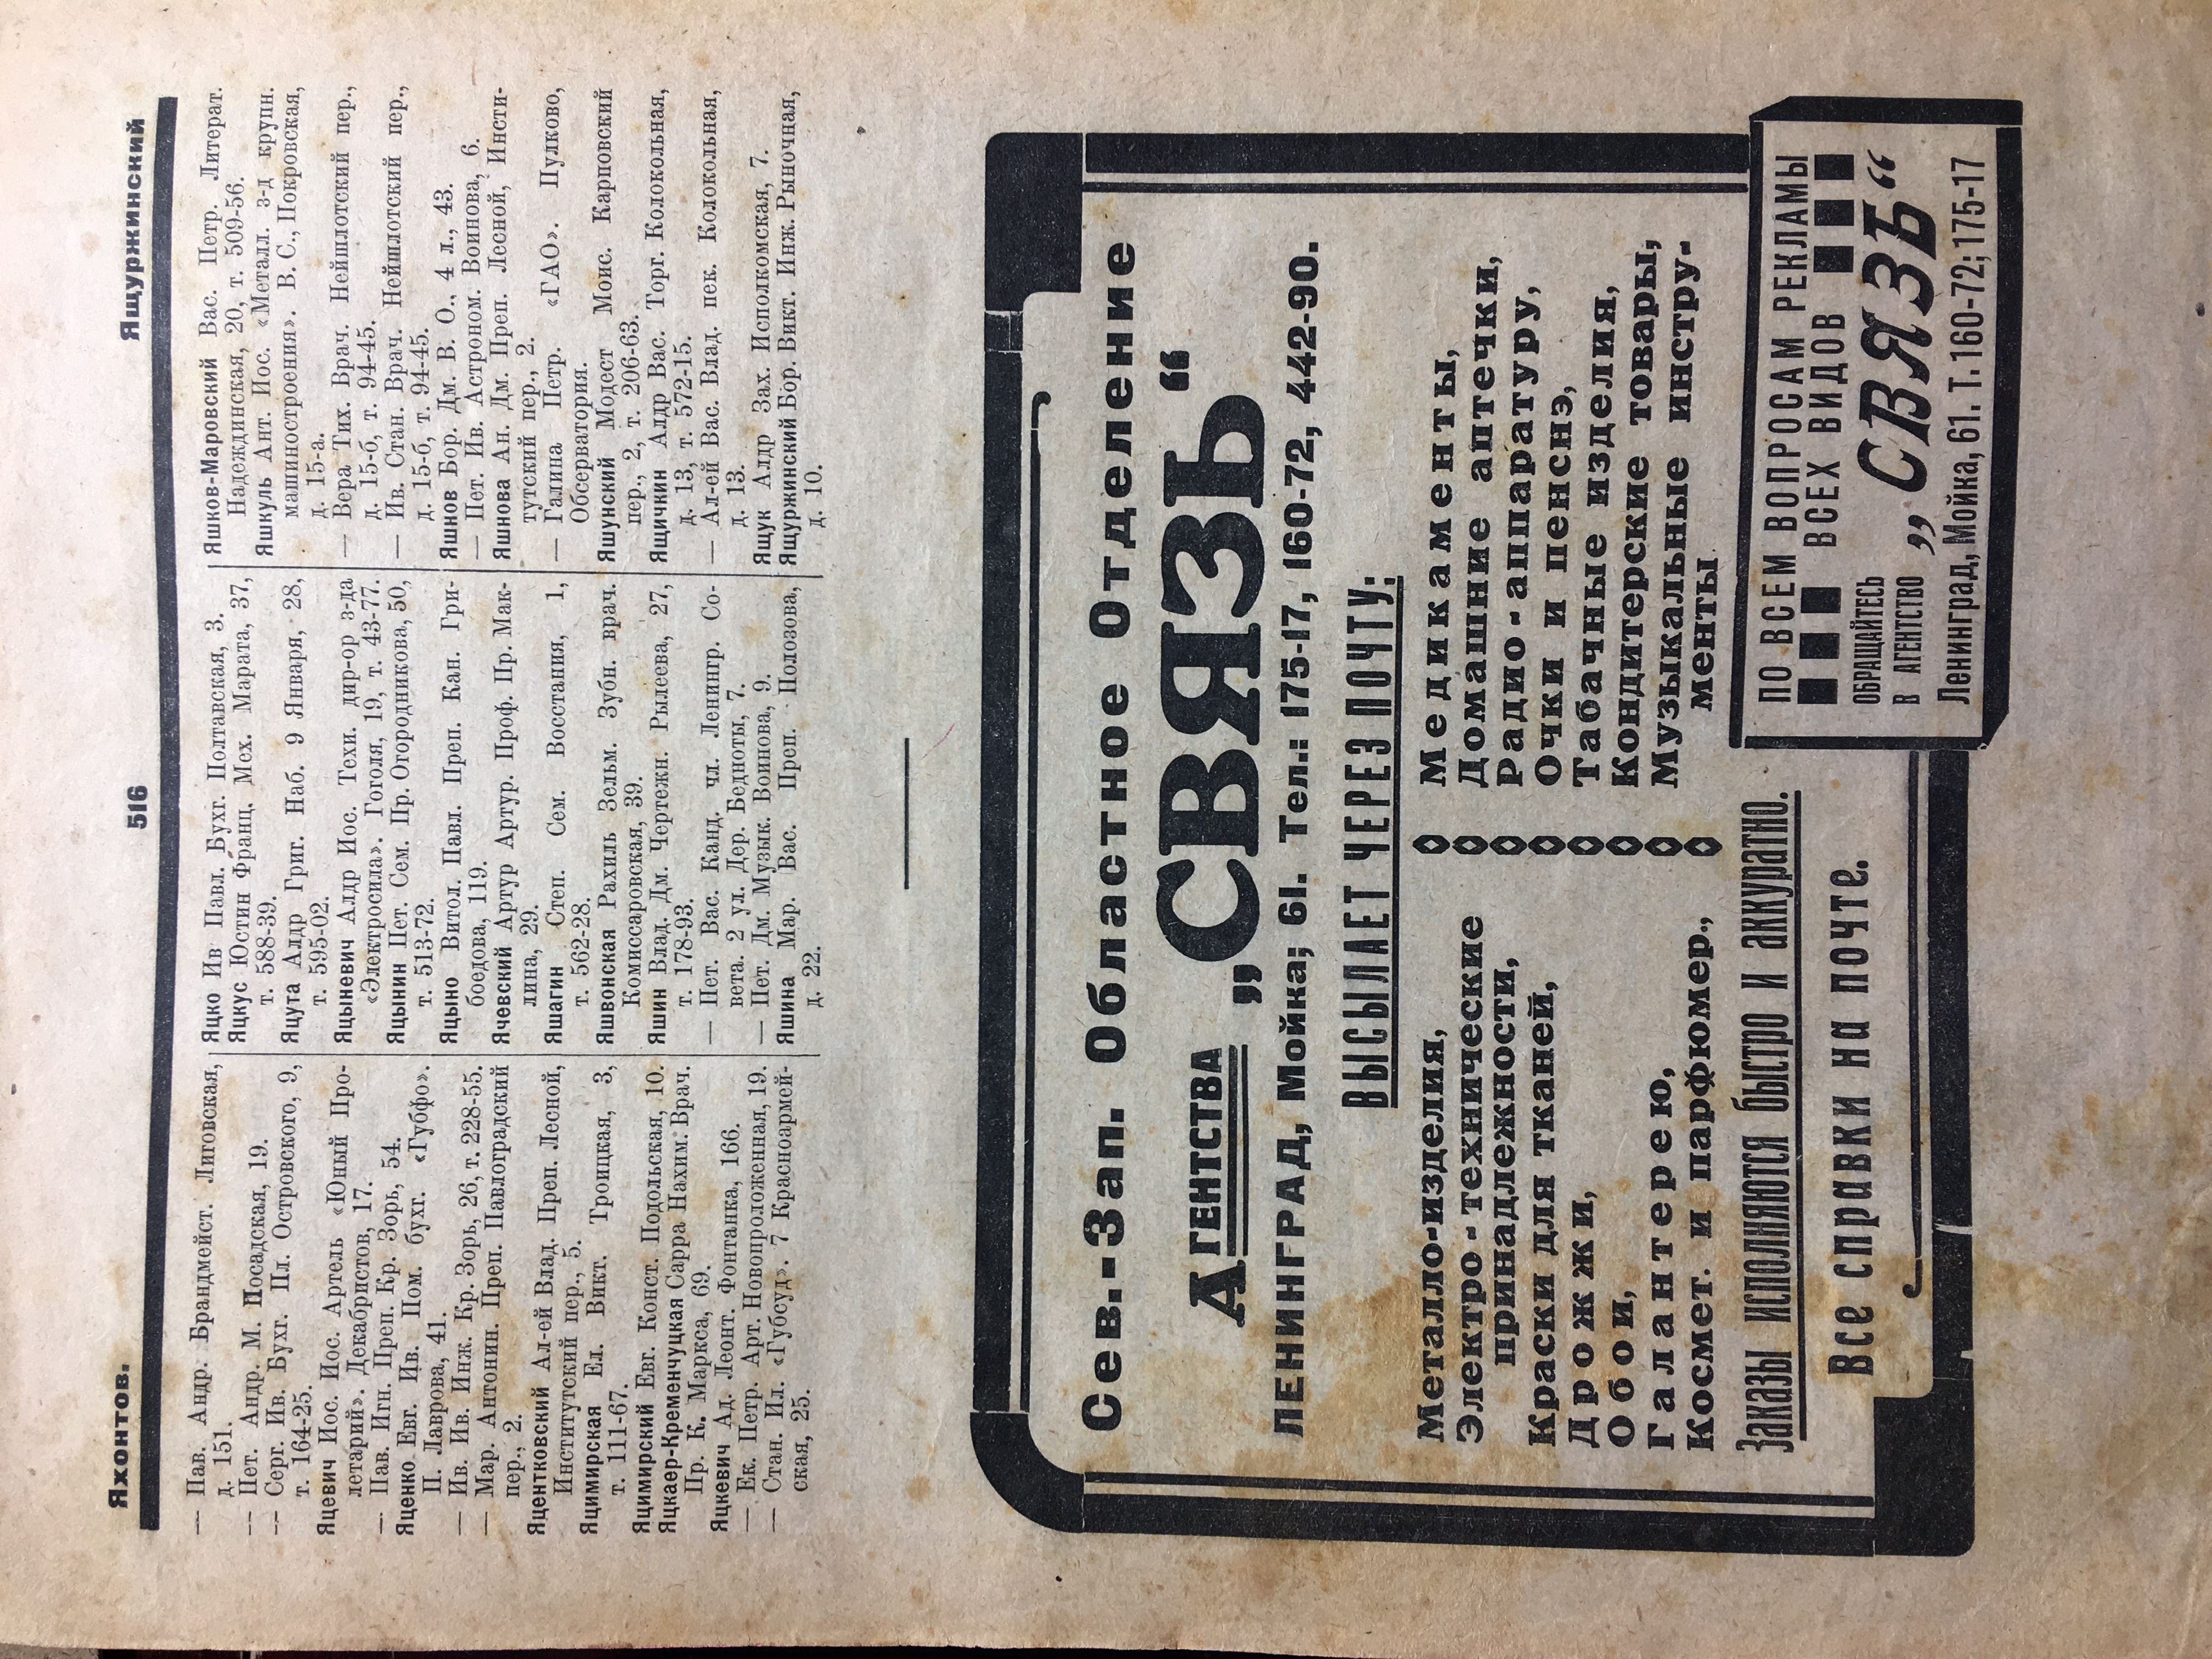 Яхонтов.
516
Ящуржинский
— Пав. Андр. Брандмейст. Лиговская,
д. 151.
— Пет. Андр. М. Посадская, 19.
— Серг. Ив. Бухг. Пл. Островского, 9,
т. 164-25.
Яцевич Иос. Иос. Артель «Юный Про-
летарий». Декабристов, 17.
— Пав. Игн. Преп. Кр. Зорь, 54.
Яценко Евг. Ив. Пом. бухг. «Губфо».
П. Лаврова, 41.
— Ив. Ив. Инж. Кр. Зорь, 26, т. 228-55.
— Мар. Антонин. Преп. Павлоградский
пер., 2.
Яцентковский Ал-ей Влад. Преп. Лесной,
Институтский пер., 5.
Яцимирская Ел. Викт. Троицкая, 3,
т. 111-67.
Яцимирский Евг. Конст. Подольская, 10.
Яцкаер-Кременчуцкая Сарра Нахим. Врач.
Пр. К. Маркса, 69.
Яцкевич Ад. Леонт. Фонтанка, 166.
— Ек. Петр. Арт. Новопроложенная, 19.
— Стан. Ил. «Губсуд». 7 Красноармей-
ская, 25.
Яцко Ив Павл. Бухг. Полтавская, 3.
Яцкус Юстин Франц. Мех. Марата, 37,
т. 588-39.
Яцута Алдр Григ. Наб. 9 Января, 28,
т. 595-02.
Яцыневич Алдр Иос. Техн. дир-ор з-да
«Электросила». Гоголя, 19, т. 43-77.
Яцынин Пет. Сем. Пр. Огородникова, 50,
т. 513-72.
Яцыно Витол. Павл. Преп. Кан. Гри-
боедова, 119.
Ячевский Артур Артур. Проф. Пр. Мак-
лина, 29.
Яшагин Степ. Сем. Восстания, 1,
т. 562-28.
Яшвонская Рахиль Зельм. Зубн. врач.
Комиссаровская, 39.
Яшин Влад. Дм. Чертежн. Рылеева, 27,
т. 178-93.
— Пет. Вас. Канд. чл. Ленингр. Со-
вета. 2 ул. Дер. Бедноты, 7.
— Пет. Дм. Музык. Воинова, 9.
Яшина Мар. Вас. Преп. Полозова,
д. 22.
Яшков-Маровский Вас. Петр. Литерат.
Надеждинская, 20, т. 509-56.
Яшкуль Ант. Иос. «Металл. з-д крупн.
машиностроения». В. С., Покровская,
д. 15-а.
— Вера Тих. Врач. Нейшлотский пер.,
д. 15-б, т. 94-45.
— Ив. Стан. Врач. Нейшлотский пер.,
д. 15-б, т. 94-45.
Яшнов Бор. Дм. В. О., 4 л., 43.
— Пет. Ив. Астроном. Воинова, 6.
Яшнова Ан. Дм. Преп. Лесной, Инсти-
тутский пер., 2.
— Галина Петр. «ГАО». Пулково,
Обсерватория.
Яшунский Модест Моис. Карповский
пер., 2, т. 206-63.
Ящичкин Алдр Вас. Торг. Колокольная,
д. 13, т. 572-15.
— Ал-ей Вас. Влад. пек. Колокольная,
д. 13.
Ящук Алдр Зах. Исполкомская, 7.
Ящуржинский Бор. Викт. Инж. Рыночная,
д. 10.
Сев.-Зап. Областное Отделение
АГЕНТСТВА „СВЯЗЬ“
ЛЕНИНГРАД, Мойка; 61. Тел.: 175-17, 160-72, 442-90.
ВЫСЫЛАЕТ ЧЕРЕЗ ПОЧТУ:
Металло-изделия,
Электро-технические
принадлежности,
Краски для тканей,
Дрожжи,
Обои,
Галантерею,
Космет. и парфюмер.,
Медикаменты,
Домашние аптечки,
Радио-аппаратуру,
Очки и пенснэ,
Табачные изделия,
Кондитерские товары,
Музыкальные инстру-
менты
Заказы исполняются быстро и аккуратно.
Все справки на почте.
ПО ВСЕМ ВОПРОСАМ РЕКЛАМЫ
ВСЕХ ВИДОВ
ОБРАЩАЙТЕСЬ
В АГЕНТСТВО „СВЯЗЬ“
Ленинград, Мойка, 61. Т. 160-72; 175-17